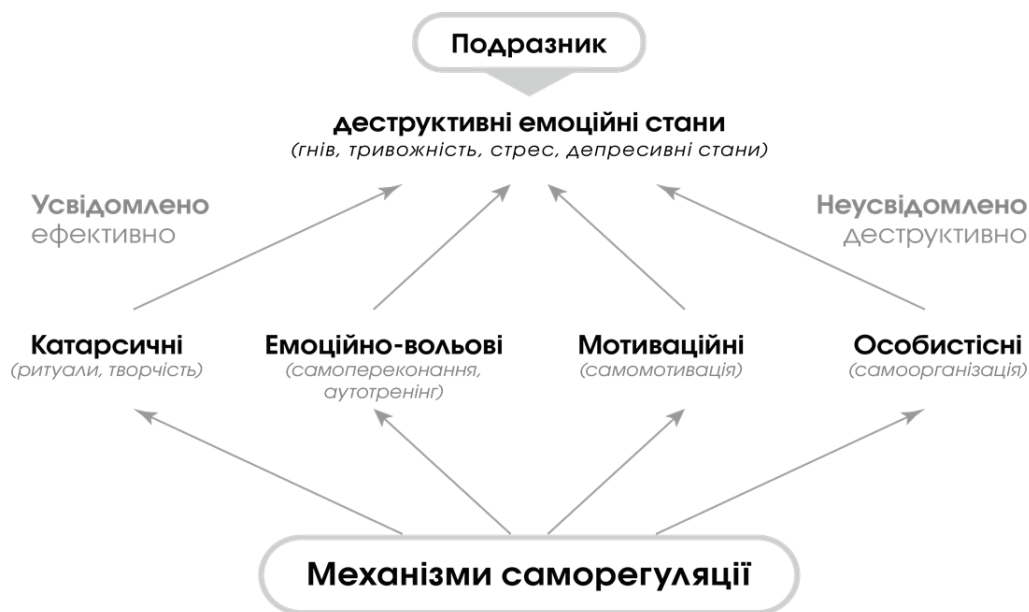 Подразник
деструктивні емоційні стани
(гнів, тривожність, стрес, депресивні стани)
Усвідомлено
ефективно
Неусвідомлено
деструктивно
Катарсичні
(ритуали, творчість)
Емоційно-вольові
(самопереконання,
аутотренінг)
Мотиваційні
(самомотивація)
Особистісні
(самоорганізація)
Механізми саморегуляції